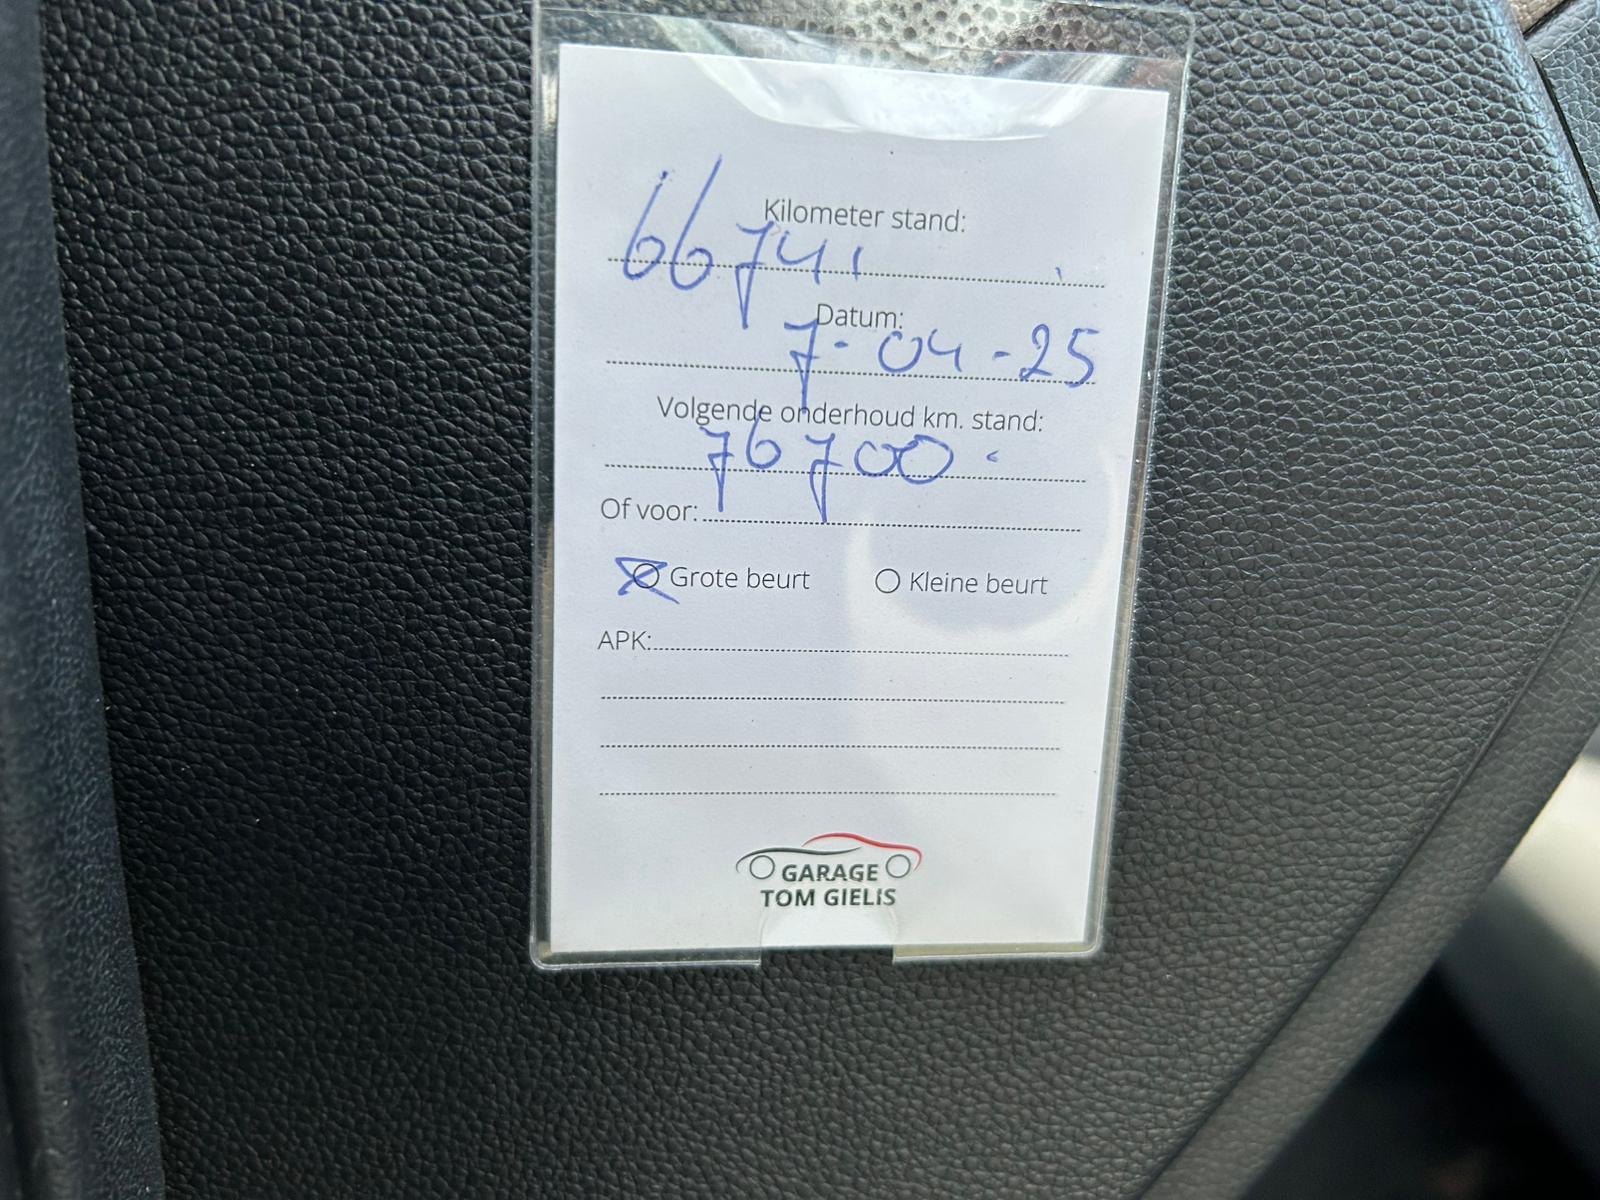 Kilometer stand:
66741
Datum:
7-04-25
Volgende onderhoud km. stand:
76700
Of voor:
Grote beurt Kleine beurt
APK:
GARAGE
TOM GIELIS